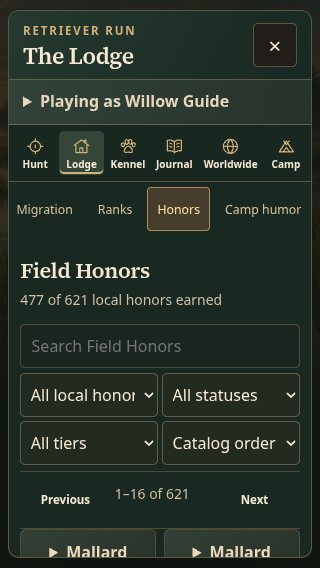 RETRIEVER RUN
The Lodge
Playing as Willow Guide
Hunt Lodge Kennel Journal Worldwide Camp
Migration Ranks Honors Camp humor
Field Honors
477 of 621 local honors earned
Search Field Honors
All local honor All statuses
All tiers Catalog order
Previous 1–16 of 621 Next
Mallard Mallard